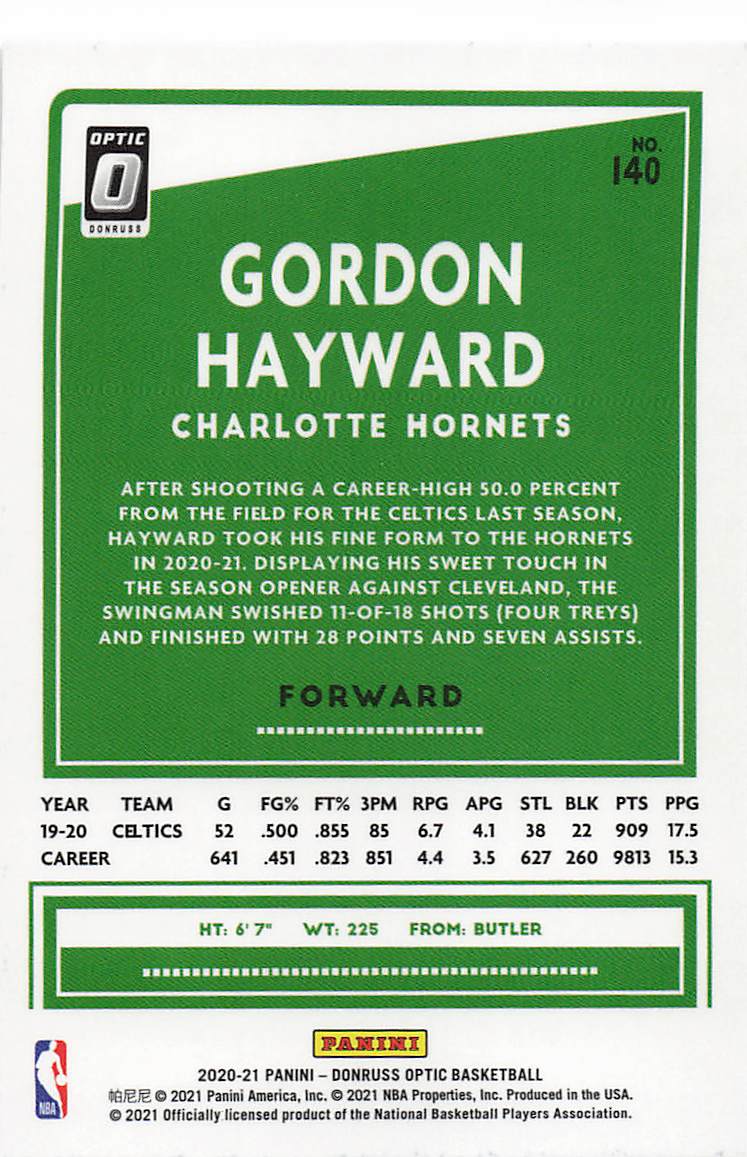 OPTIC
O
DONRUSS
NO.
140
GORDON
HAYWARD
CHARLOTTE HORNETS
AFTER SHOOTING A CAREER-HIGH 50.0 PERCENT
FROM THE FIELD FOR THE CELTICS LAST SEASON,
HAYWARD TOOK HIS FINE FORM TO THE HORNETS
IN 2020-21. DISPLAYING HIS SWEET TOUCH IN
THE SEASON OPENER AGAINST CLEVELAND, THE
SWINGMAN SWISHED 11-OF-18 SHOTS (FOUR TREYS)
AND FINISHED WITH 28 POINTS AND SEVEN ASSISTS.
FORWARD
YEAR TEAM G FG% FT% 3PM RPG APG STL BLK PTS PPG
19-20 CELTICS 52 .500 .855 85 6.7 4.1 38 22 909 17.5
CAREER 641 .451 .823 851 4.4 3.5 627 260 9813 15.3
HT: 6' 7" WT: 225 FROM: BUTLER
PANINI
2020-21 PANINI – DONRUSS OPTIC BASKETBALL
帕尼尼 © 2021 Panini America, Inc. © 2021 NBA Properties, Inc. Produced in the USA.
© 2021 Officially licensed product of the National Basketball Players Association.
NBA